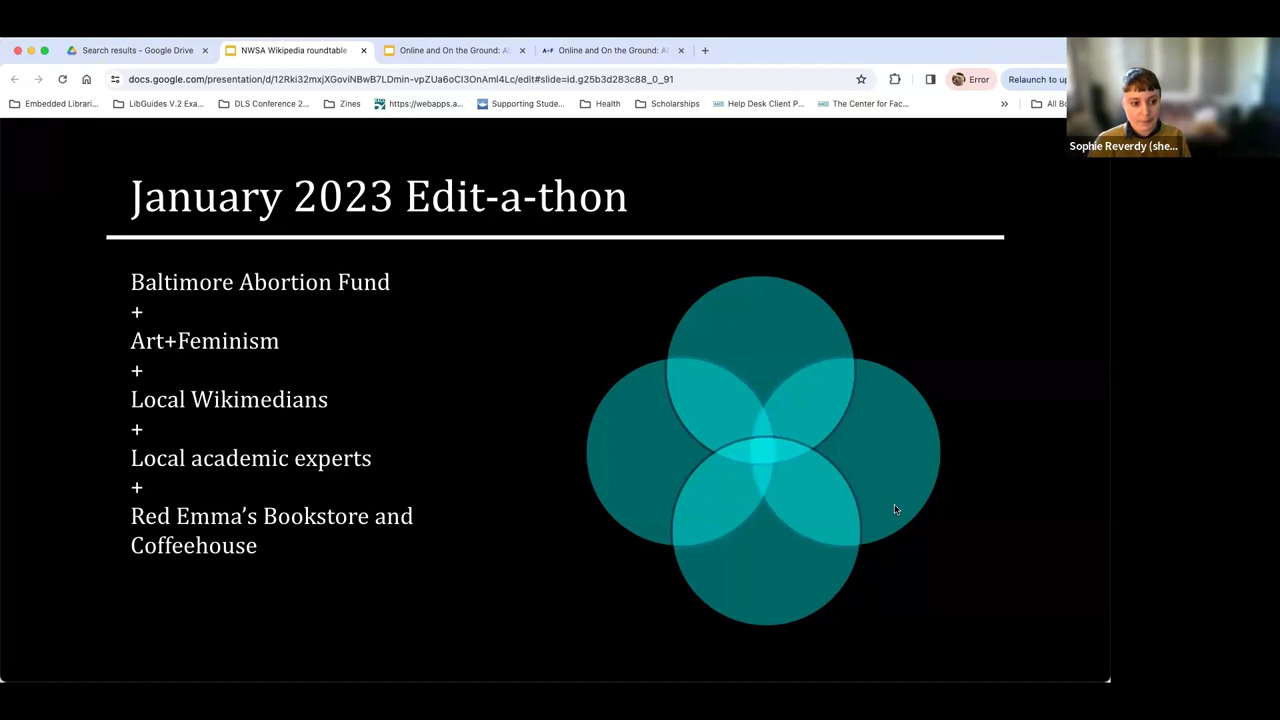 Search results - Google Drive
NWSA Wikipedia roundtable
Online and On the Ground: A
A+F Online and On the Ground: A
docs.google.com/presentation/d/12Rki32mxjXGoviNBwB7LDmin-vpZUa6oCI3OnAmI4Lc/edit#slide=id.g25b3d283c88_0_91
Error
Relaunch to up
Embedded Librari...
LibGuides V.2 Exa...
DLS Conference 2...
Zines
https://webapps.a...
Supporting Stude...
Health
Scholarships
Help Desk Client P...
The Center for Fac...
»
All Bo
Sophie Reverdy (she...
January 2023 Edit-a-thon
Baltimore Abortion Fund
+
Art+Feminism
+
Local Wikimedians
+
Local academic experts
+
Red Emma's Bookstore and
Coffeehouse